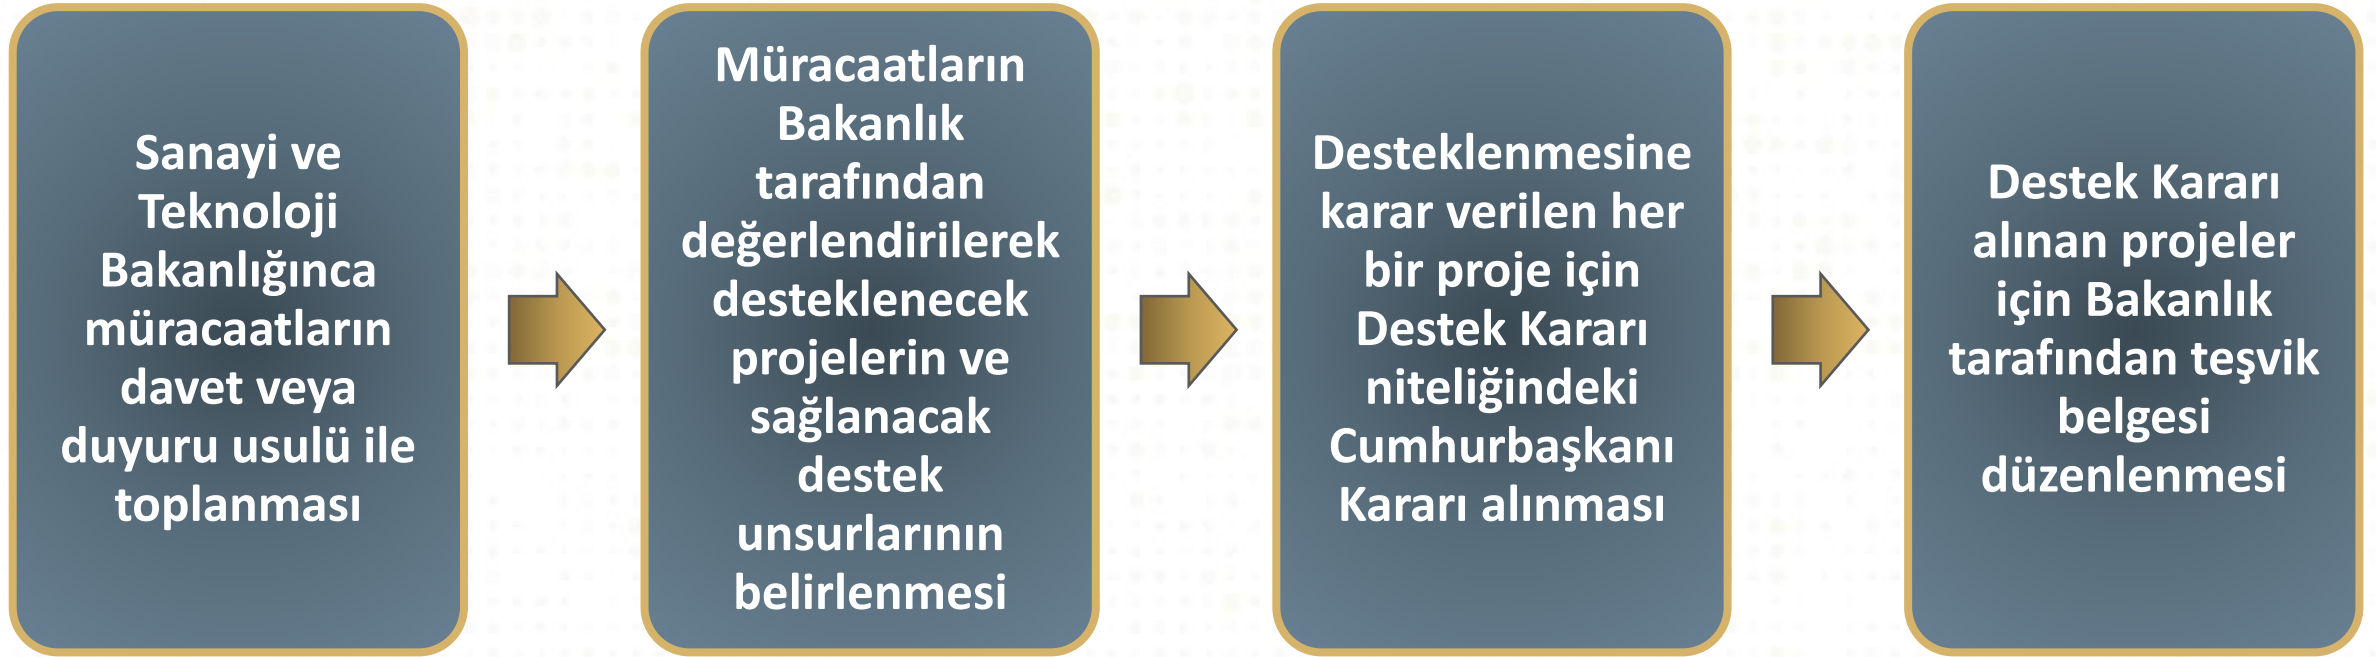 Sanayi ve
Teknoloji
Bakanlığınca
müracaatların
davet veya
duyuru usulü ile
toplanması
Müracaatların
Bakanlık
tarafından
değerlendirilerek
desteklenecek
projelerin ve
sağlanacak
destek
unsurlarının
belirlenmesi
Desteklenmesine
karar verilen her
bir proje için
Destek Kararı
niteliğindeki
Cumhurbaşkanı
Kararı alınması
Destek Kararı
alınan projeler
için Bakanlık
tarafından teşvik
belgesi
düzenlenmesi